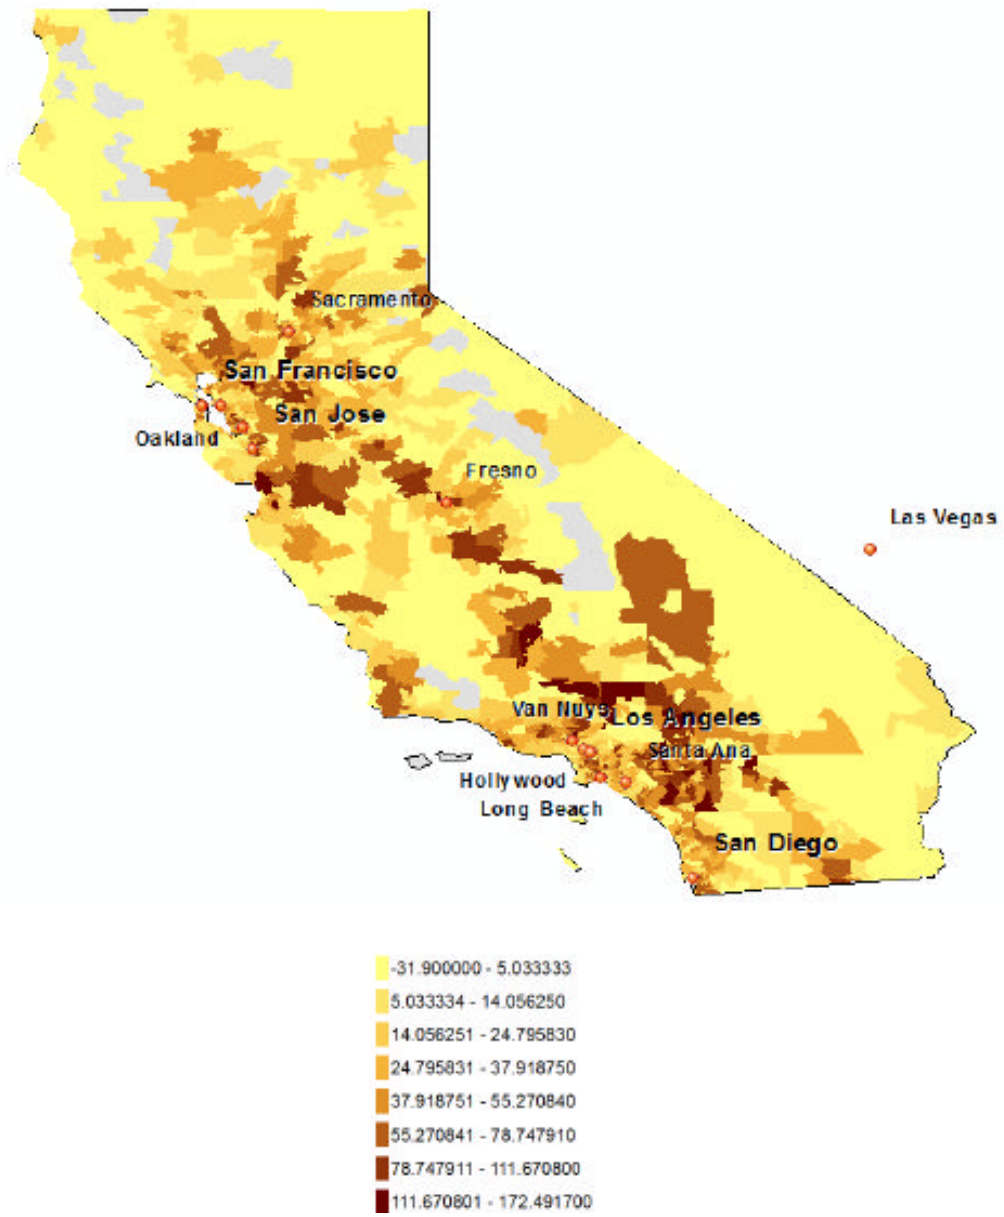 Sacramento
San Francisco
San Jose
Oakland
Fresno
Las Vegas
Van Nuys
Los Angeles
Santa Ana
Hollywood
Long Beach
San Diego
-31.900000 - 5.033333
5.033334 - 14.056250
14.056251 - 24.795830
24.795831 - 37.918750
37.918751 - 55.270840
55.270841 - 78.747910
78.747911 - 111.670800
111.670801 - 172.491700